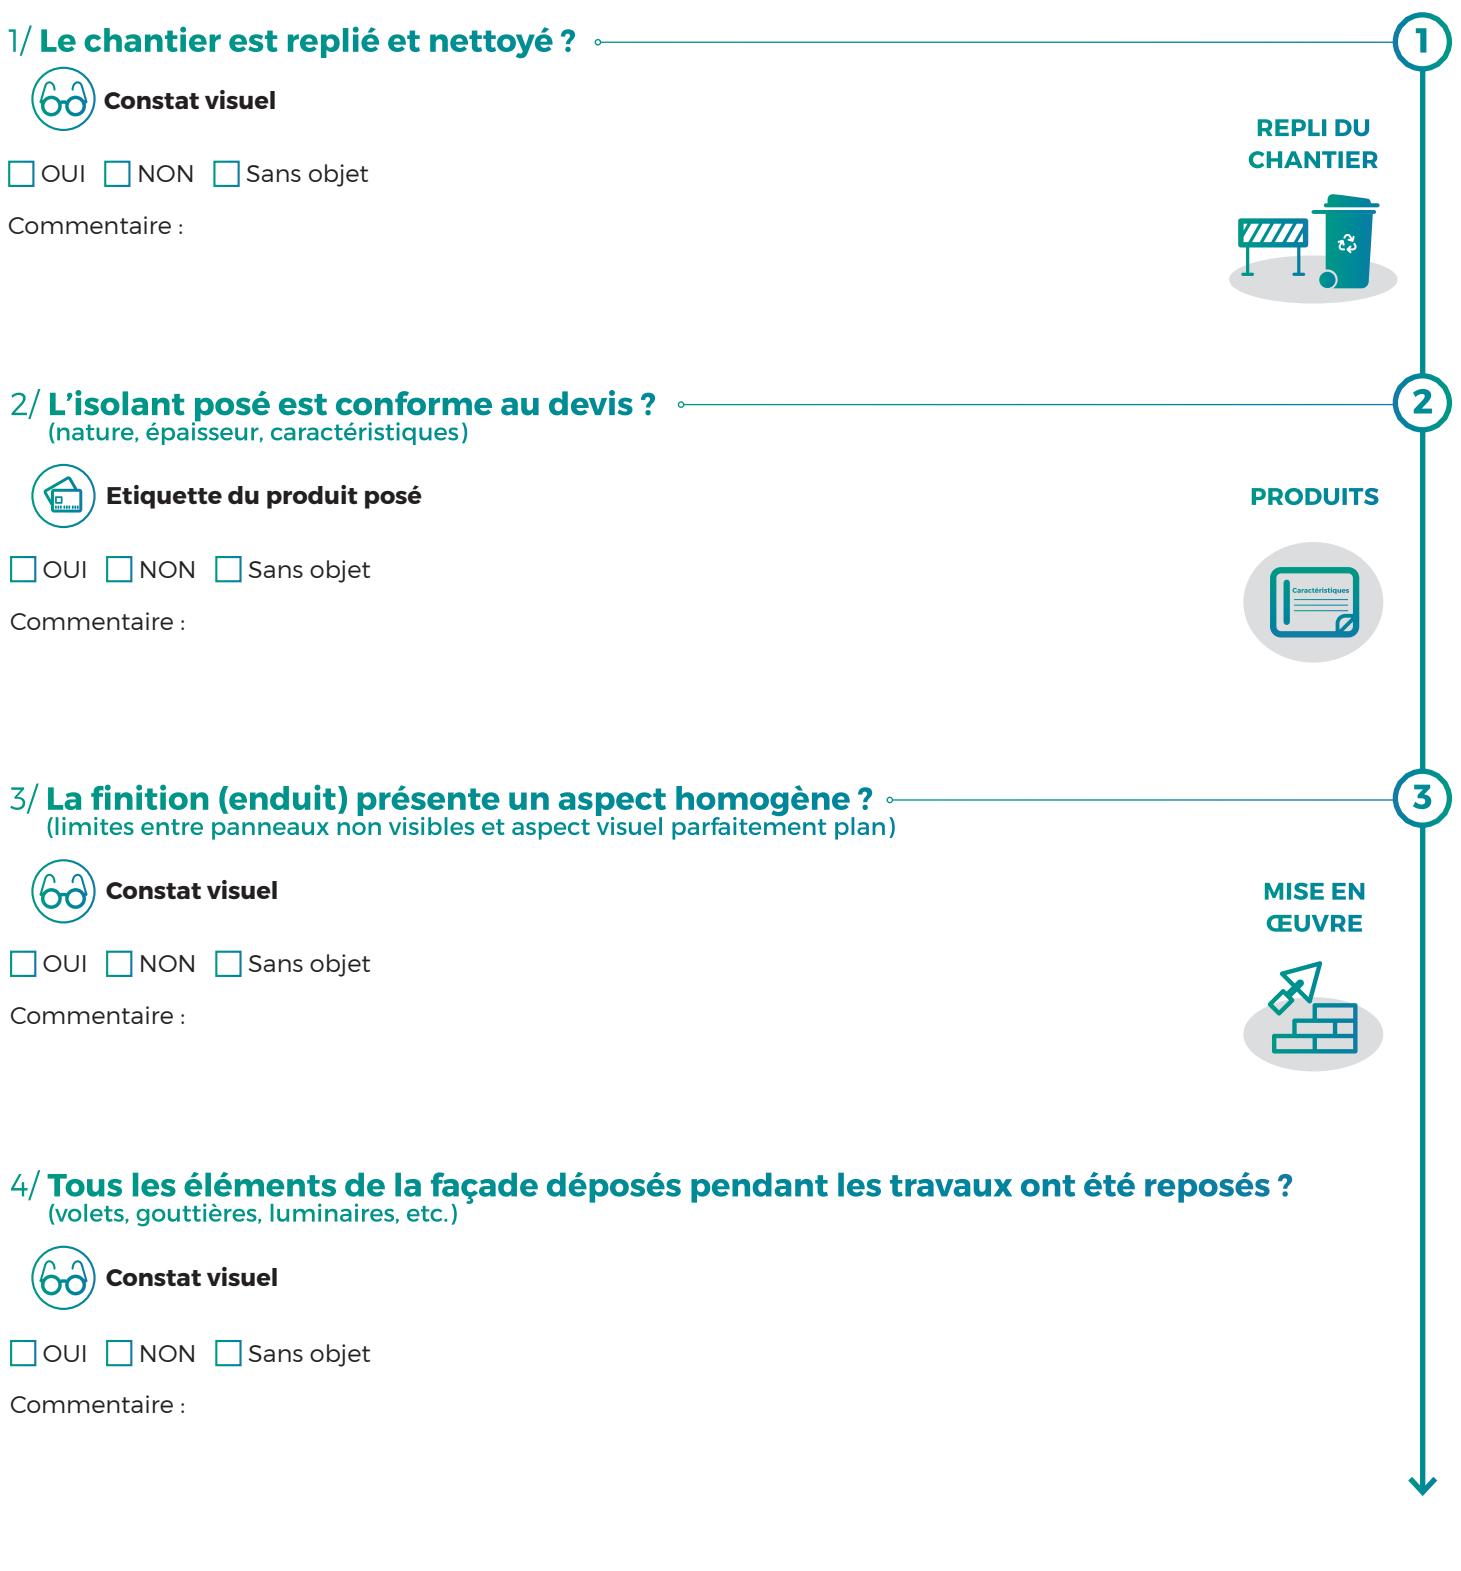 1/ Le chantier est replié et nettoyé ?
1
Constat visuel
REPLI DU
CHANTIER
OUI NON Sans objet
Commentaire :
2/ L’isolant posé est conforme au devis ?
2
(nature, épaisseur, caractéristiques)
Etiquette du produit posé
PRODUITS
OUI NON Sans objet
Caractéristiques
Commentaire :
3/ La finition (enduit) présente un aspect homogène ?
3
(limites entre panneaux non visibles et aspect visuel parfaitement plan)
Constat visuel
MISE EN
ŒUVRE
OUI NON Sans objet
Commentaire :
4/ Tous les éléments de la façade déposés pendant les travaux ont été reposés ?
(volets, gouttières, luminaires, etc.)
Constat visuel
OUI NON Sans objet
Commentaire :